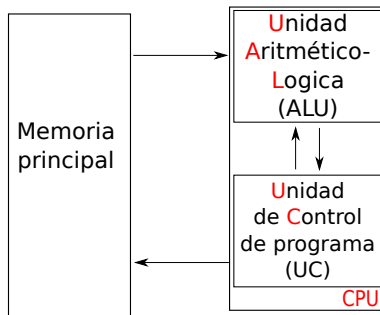 Memoria
principal
Unidad
Aritmético-
Logica
(ALU)
Unidad
de Control
de programa
(UC)
CPU